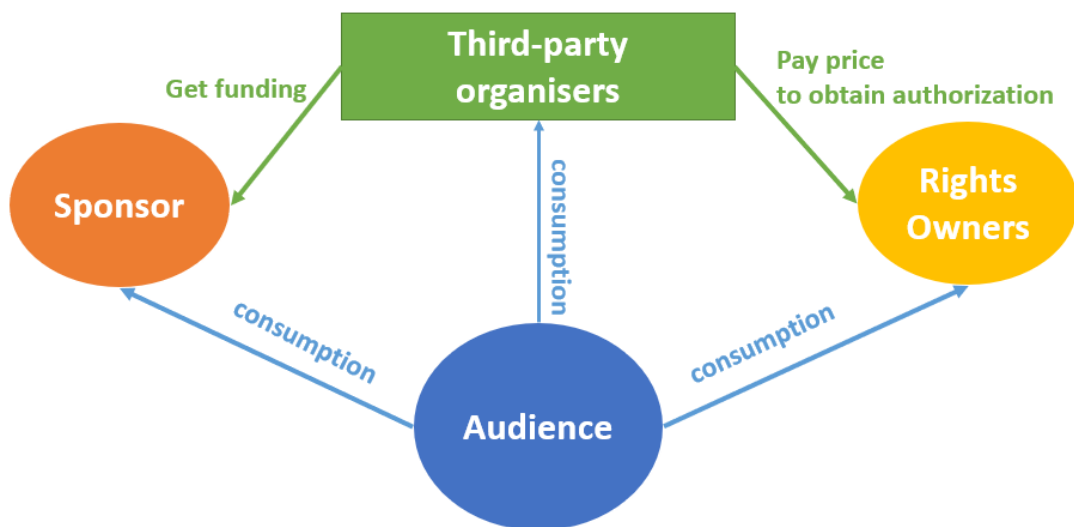 Third-party
organisers
Get funding
Pay price
to obtain authorization
Sponsor
consumption
Rights
Owners
consumption
consumption
Audience